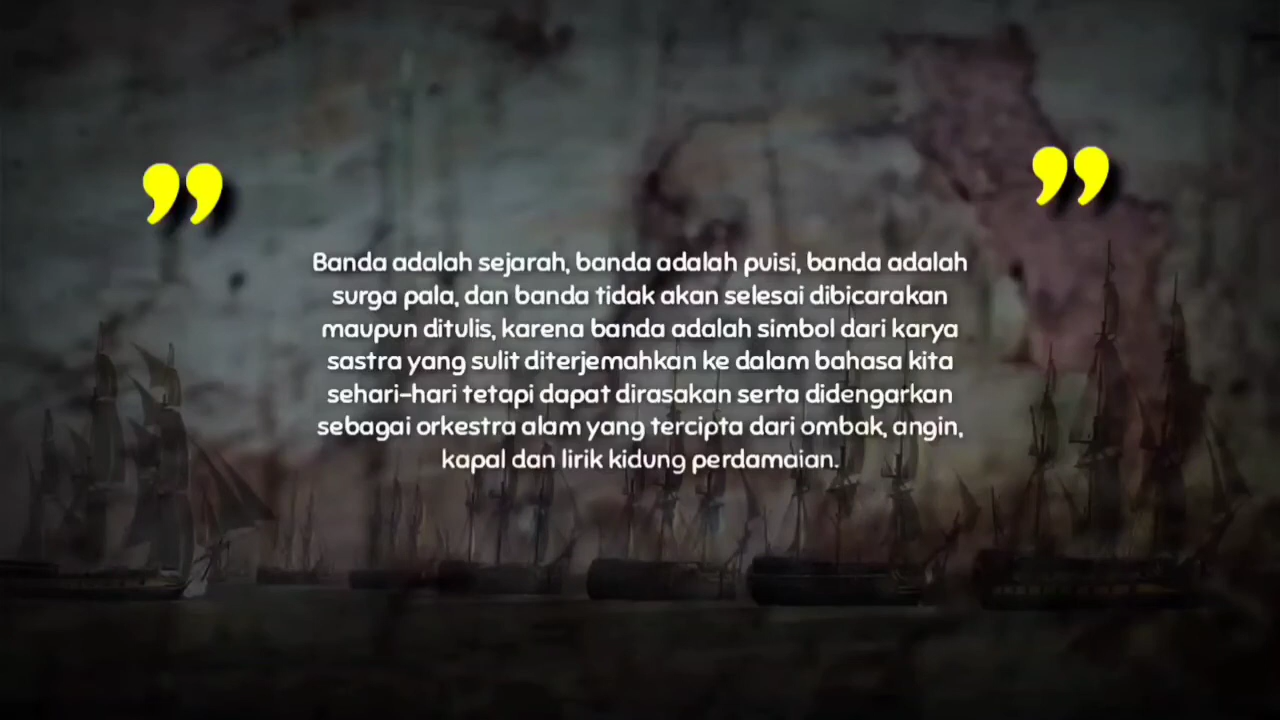 ” ”
Banda adalah sejarah, banda adalah puisi, banda adalah
surga pala, dan banda tidak akan selesai dibicarakan
maupun ditulis, karena banda adalah simbol dari karya
sastra yang sulit diterjemahkan ke dalam bahasa kita
sehari-hari tetapi dapat dirasakan serta didengarkan
sebagai orkestra alam yang tercipta dari ombak, angin,
kapal dan lirik kidung perdamaian.